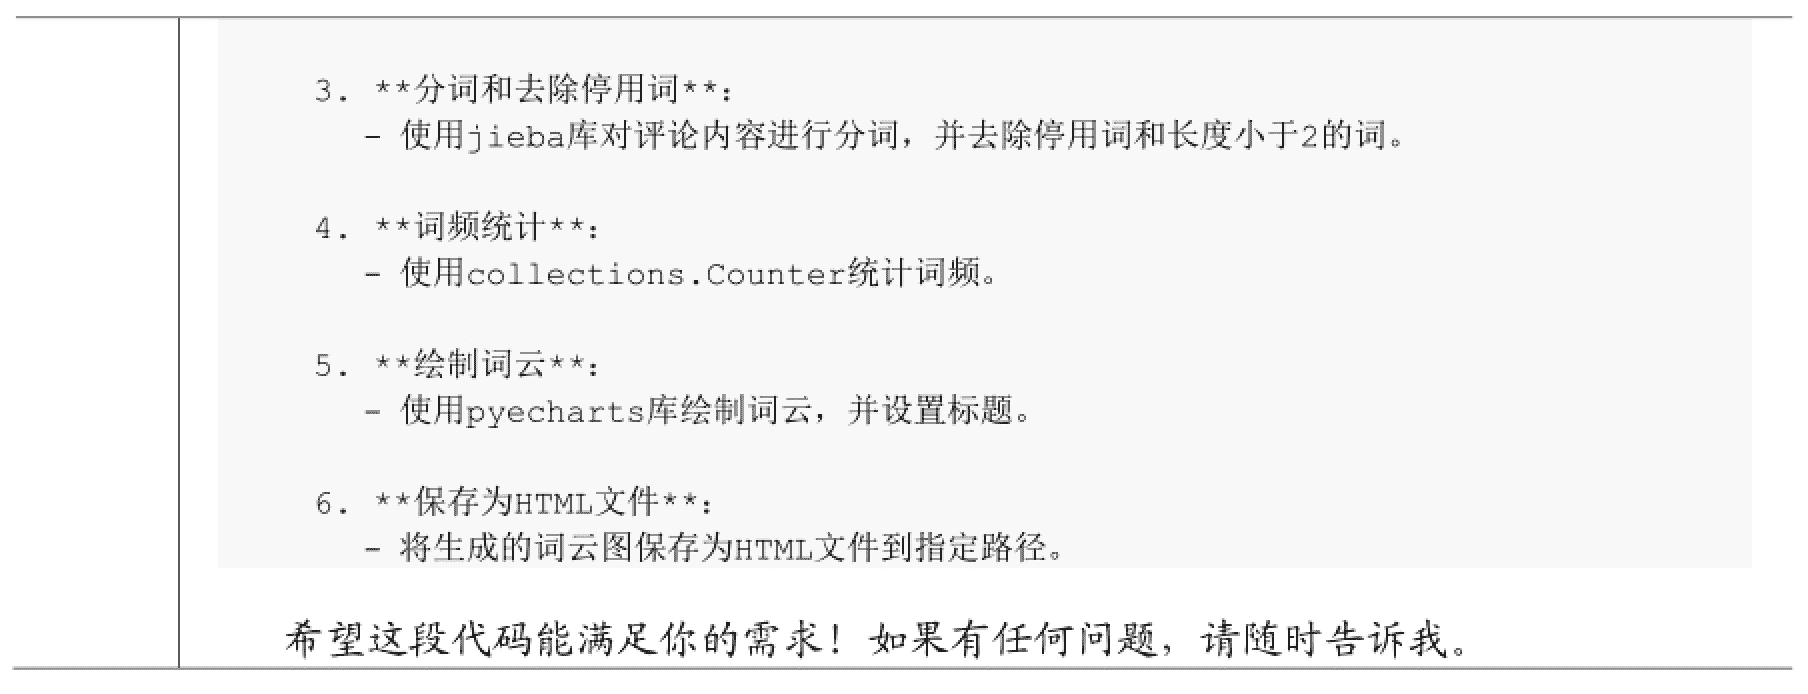 3. **分词和去除停用词**：
- 使用jieba库对评论内容进行分词，并去除停用词和长度小于2的词。
4. **词频统计**：
- 使用collections.Counter统计词频。
5. **绘制词云**：
- 使用pyecharts库绘制词云，并设置标题。
6. **保存为HTML文件**：
- 将生成的词云图保存为HTML文件到指定路径。
希望这段代码能满足你的需求！如果有任何问题，请随时告诉我。